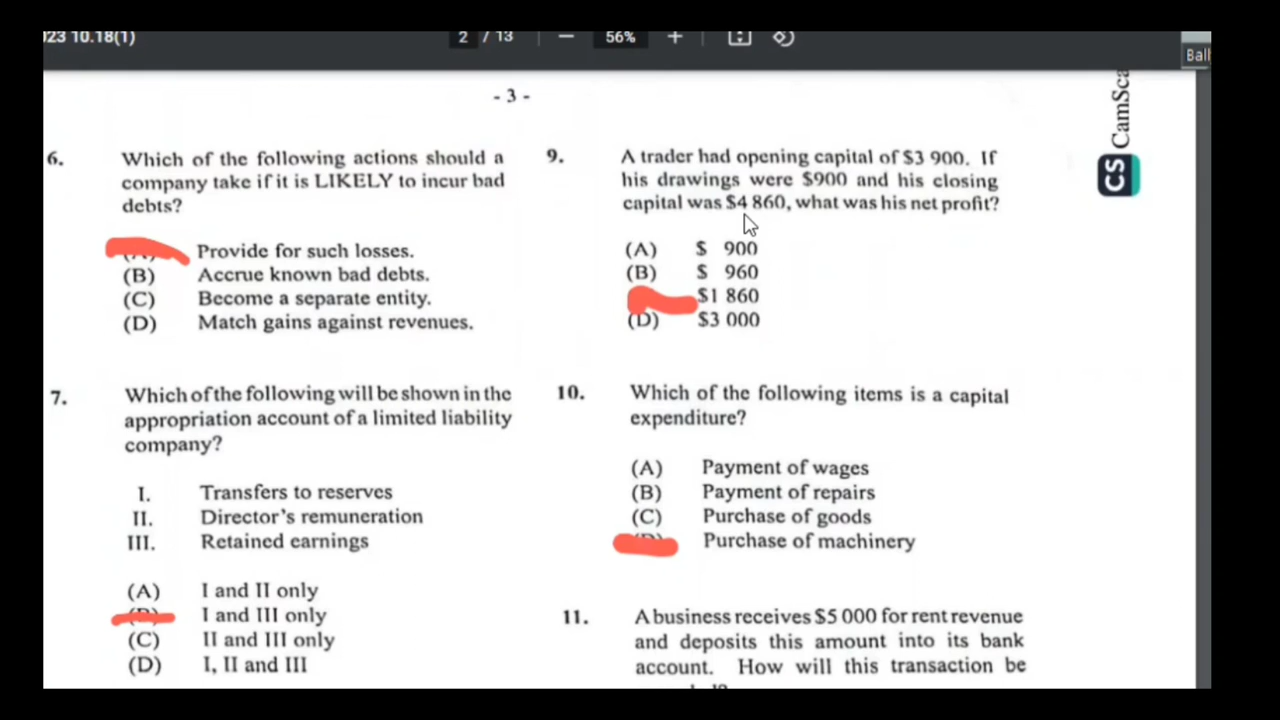 023 10.18(1)
2 / 13
56%
Ball
CamSca
CS
- 3 -
6. Which of the following actions should a
company take if it is LIKELY to incur bad
debts?
Provide for such losses.
(B) Accrue known bad debts.
(C) Become a separate entity.
(D) Match gains against revenues.
7. Which of the following will be shown in the
appropriation account of a limited liability
company?
I. Transfers to reserves
II. Director's remuneration
III. Retained earnings
(A) I and II only
I and III only
(C) II and III only
(D) I, II and III
9. A trader had opening capital of $3 900. If
his drawings were $900 and his closing
capital was $4 860, what was his net profit?
(A) $ 900
(B) $ 960
$1 860
(D) $3 000
10. Which of the following items is a capital
expenditure?
(A) Payment of wages
(B) Payment of repairs
(C) Purchase of goods
Purchase of machinery
11. A business receives $5 000 for rent revenue
and deposits this amount into its bank
account. How will this transaction be